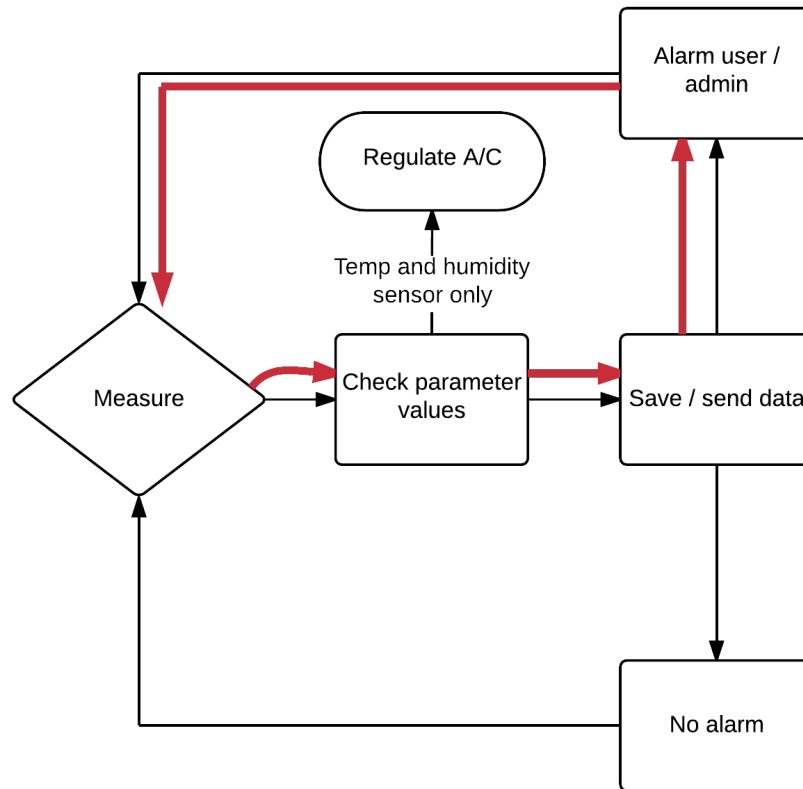 Alarm user /
admin
Regulate A/C
Temp and humidity
sensor only
Measure
Check parameter
values
Save / send data
No alarm